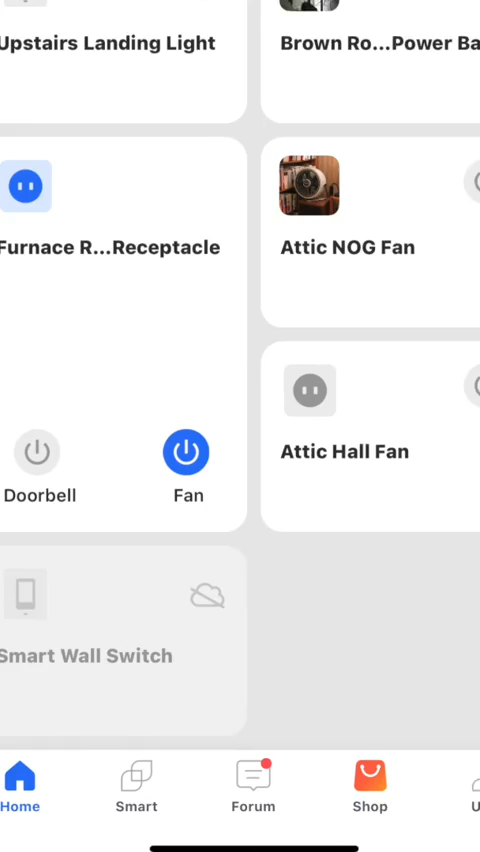 Upstairs Landing Light
Brown Ro...Power Ba
Furnace R...Receptacle
Attic NOG Fan
Attic Hall Fan
Doorbell
Fan
Smart Wall Switch
Home
Smart
Forum
Shop
U